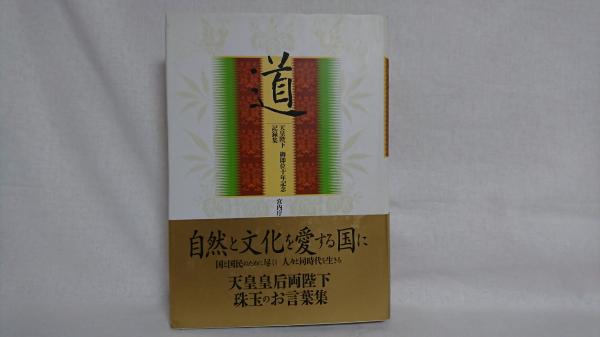 道
天皇陛下 御即位十年記念
記録集
宮内庁
自然と文化を愛する国に
国と国民のために尽くし 人々と同時代を生きる
天皇皇后両陛下
珠玉のお言葉集